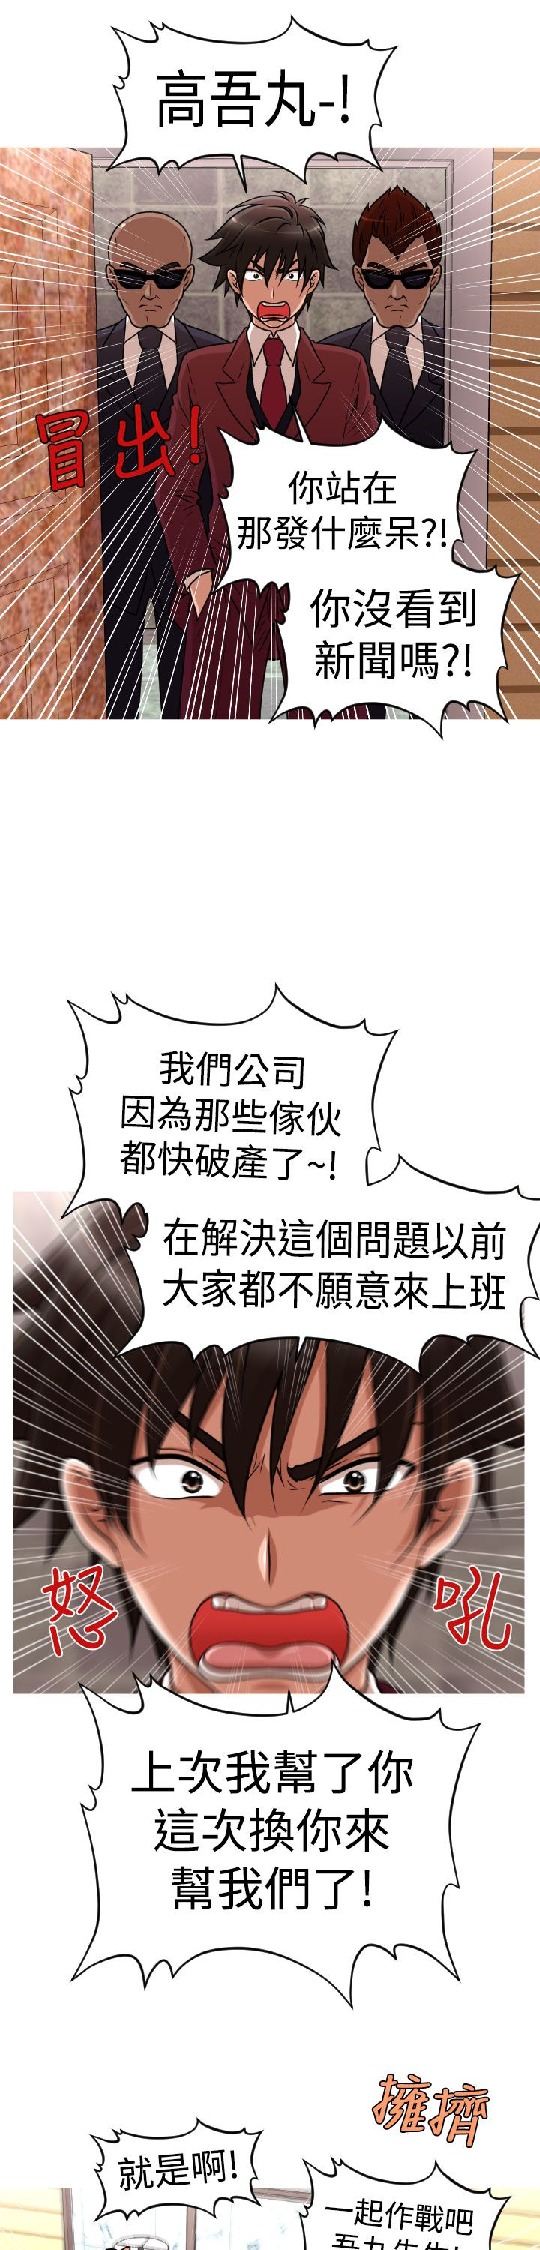 高吾丸-!
冒出!
你站在
那發什麼呆?!
你沒看到
新聞嗎?!
我們公司
因為那些傢伙
都快破產了~!
在解決這個問題以前
大家都不願意來上班
怒吼
上次我幫了你
這次換你來
幫我們了!
擁擠
就是啊!
一起作戰吧
吾丸先生!